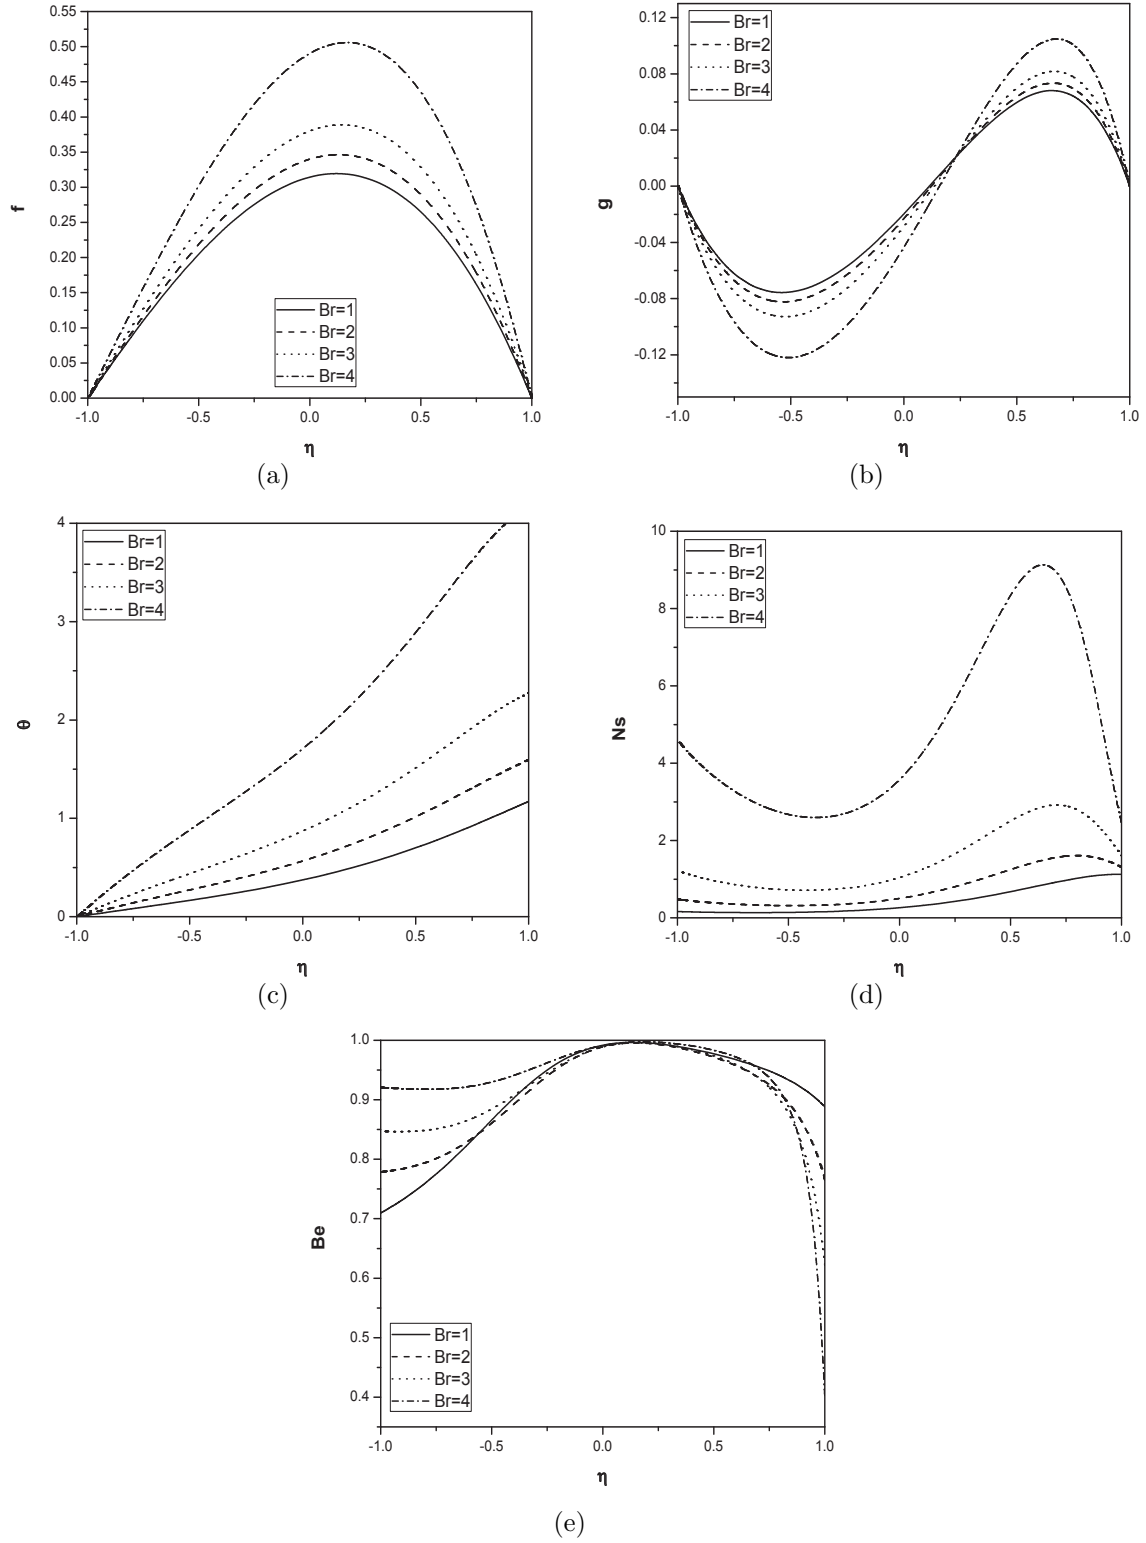 0.55
0.50
0.45
0.40
0.35
0.30
0.25
0.20
0.15
0.10
0.05
0.00
f
Br=1
Br=2
Br=3
Br=4
-1.0 -0.5 0.0 0.5 1.0
η
(a)
0.12
0.08
0.04
0.00
-0.04
-0.08
-0.12
g
Br=1
Br=2
Br=3
Br=4
-1.0 -0.5 0.0 0.5 1.0
η
(b)
4
3
2
1
0
θ
Br=1
Br=2
Br=3
Br=4
-1.0 -0.5 0.0 0.5 1.0
η
(c)
10
8
6
4
2
0
Ns
Br=1
Br=2
Br=3
Br=4
-1.0 -0.5 0.0 0.5 1.0
η
(d)
1.0
0.9
0.8
0.7
0.6
0.5
0.4
Be
Br=1
Br=2
Br=3
Br=4
-1.0 -0.5 0.0 0.5 1.0
η
(e)